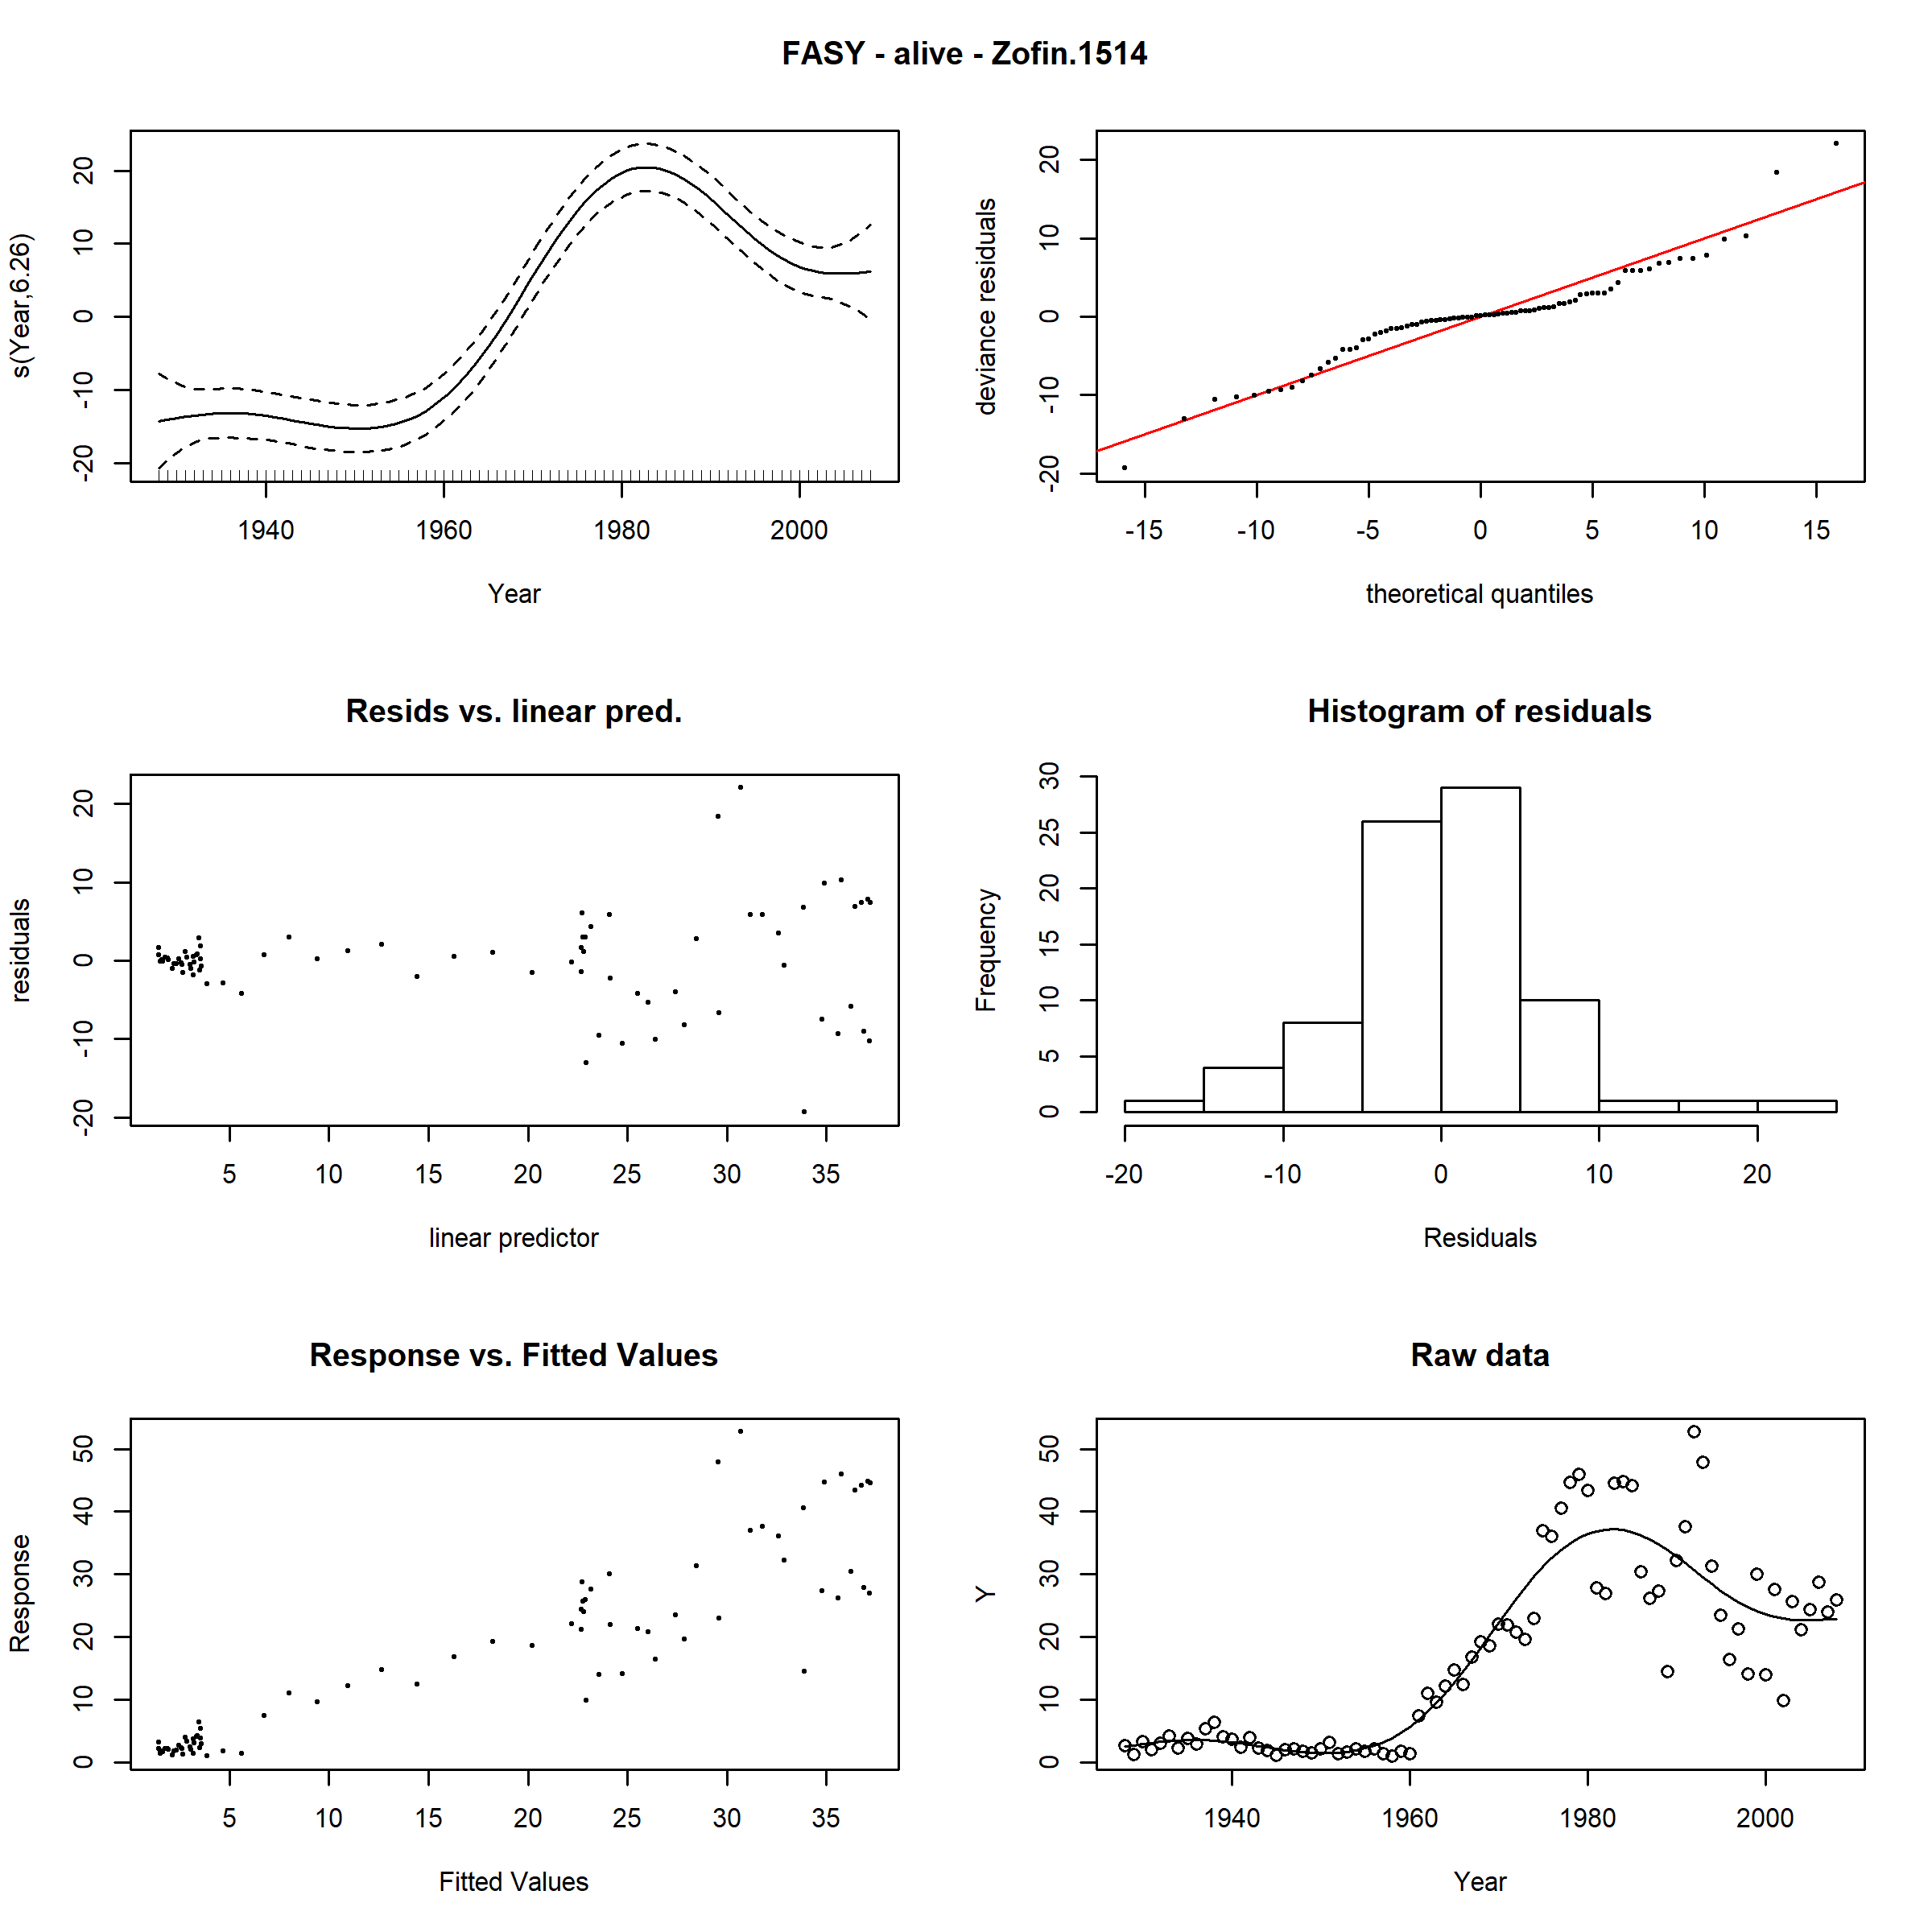 FASY - alive - Zofin.1514
s(Year,6.26)
-20 -10 0 10 20
1940 1960 1980 2000
Year
deviance residuals
-20 -10 0 10 20
-15 -10 -5 0 5 10 15
theoretical quantiles
Resids vs. linear pred.
residuals
-20 -10 0 10 20
5 10 15 20 25 30 35
linear predictor
Histogram of residuals
Frequency
0 5 10 15 20 25 30
-20 -10 0 10 20
Residuals
Response vs. Fitted Values
Response
0 10 20 30 40 50
5 10 15 20 25 30 35
Fitted Values
Raw data
Y
0 10 20 30 40 50
1940 1960 1980 2000
Year